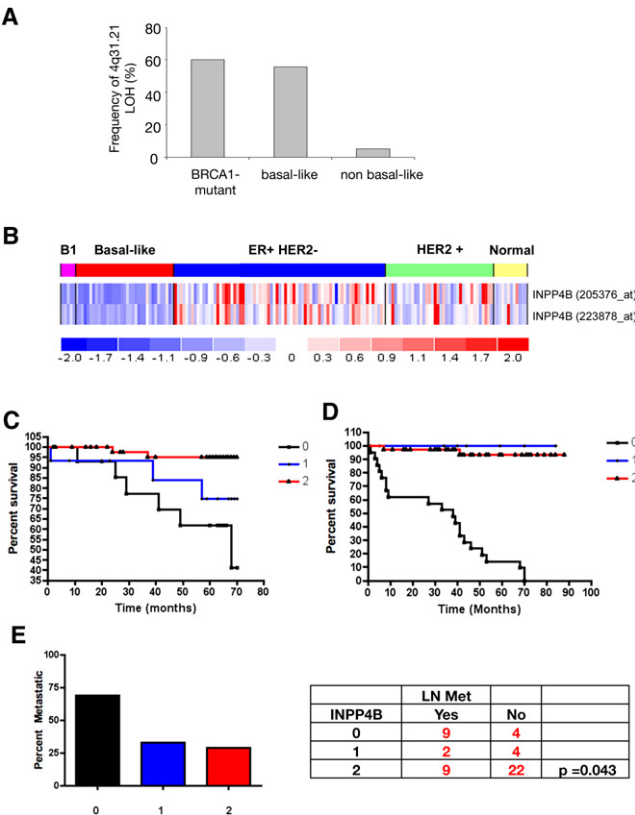 A
Frequency of 4q31.21
LOH (%)
80
60
40
20
0
BRCA1-
mutant
basal-like
non basal-like
B
B1 Basal-like ER+ HER2- HER2 + Normal
INPP4B (205376_at)
INPP4B (223878_at)
-2.0 -1.7 -1.4 -1.1 -0.9 -0.6 -0.3 0 0.3 0.6 0.9 1.1 1.4 1.7 2.0
C
Percent survival
105
100
95
90
85
80
75
70
65
60
55
50
45
40
35
0 10 20 30 40 50 60 70 80
Time (months)
0
1
2
D
Percent survival
110
100
90
80
70
60
50
40
30
20
10
0
0 10 20 30 40 50 60 70 80 90 100
Time (Months)
0
1
2
E
Percent Metastatic
100
75
50
25
0
0 1 2
LN Met
INPP4B Yes No
0 9 4
1 2 4
2 9 22 p =0.043